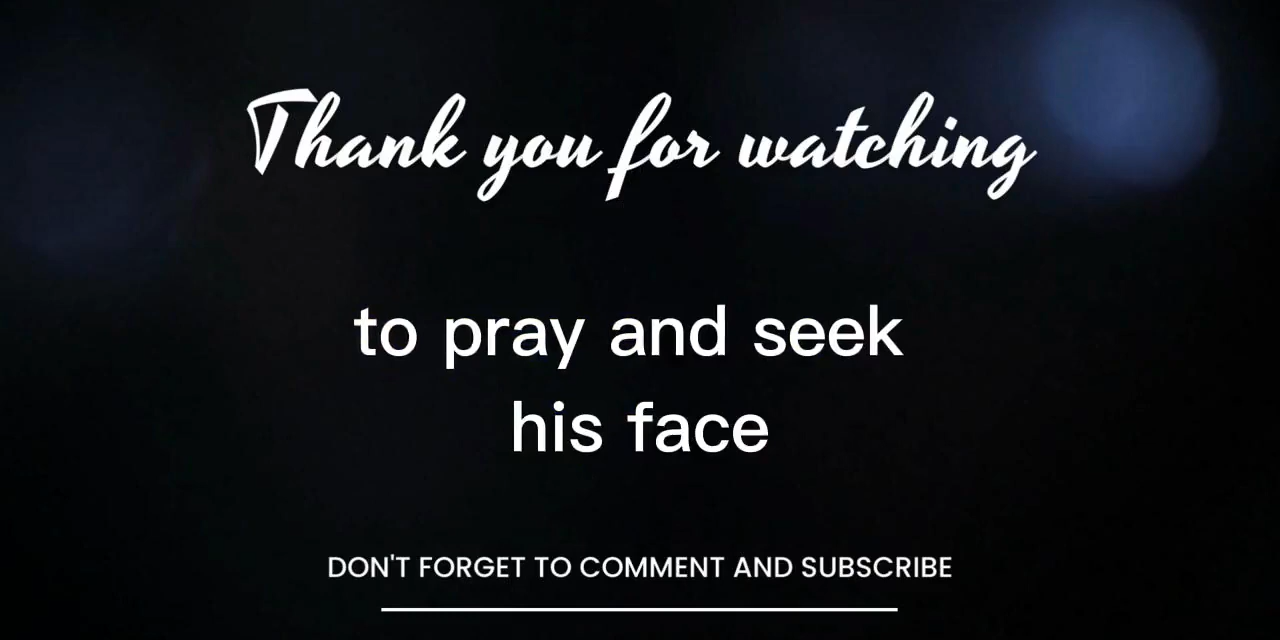 Thank you for watching
to pray and seek
his face
DON'T FORGET TO COMMENT AND SUBSCRIBE